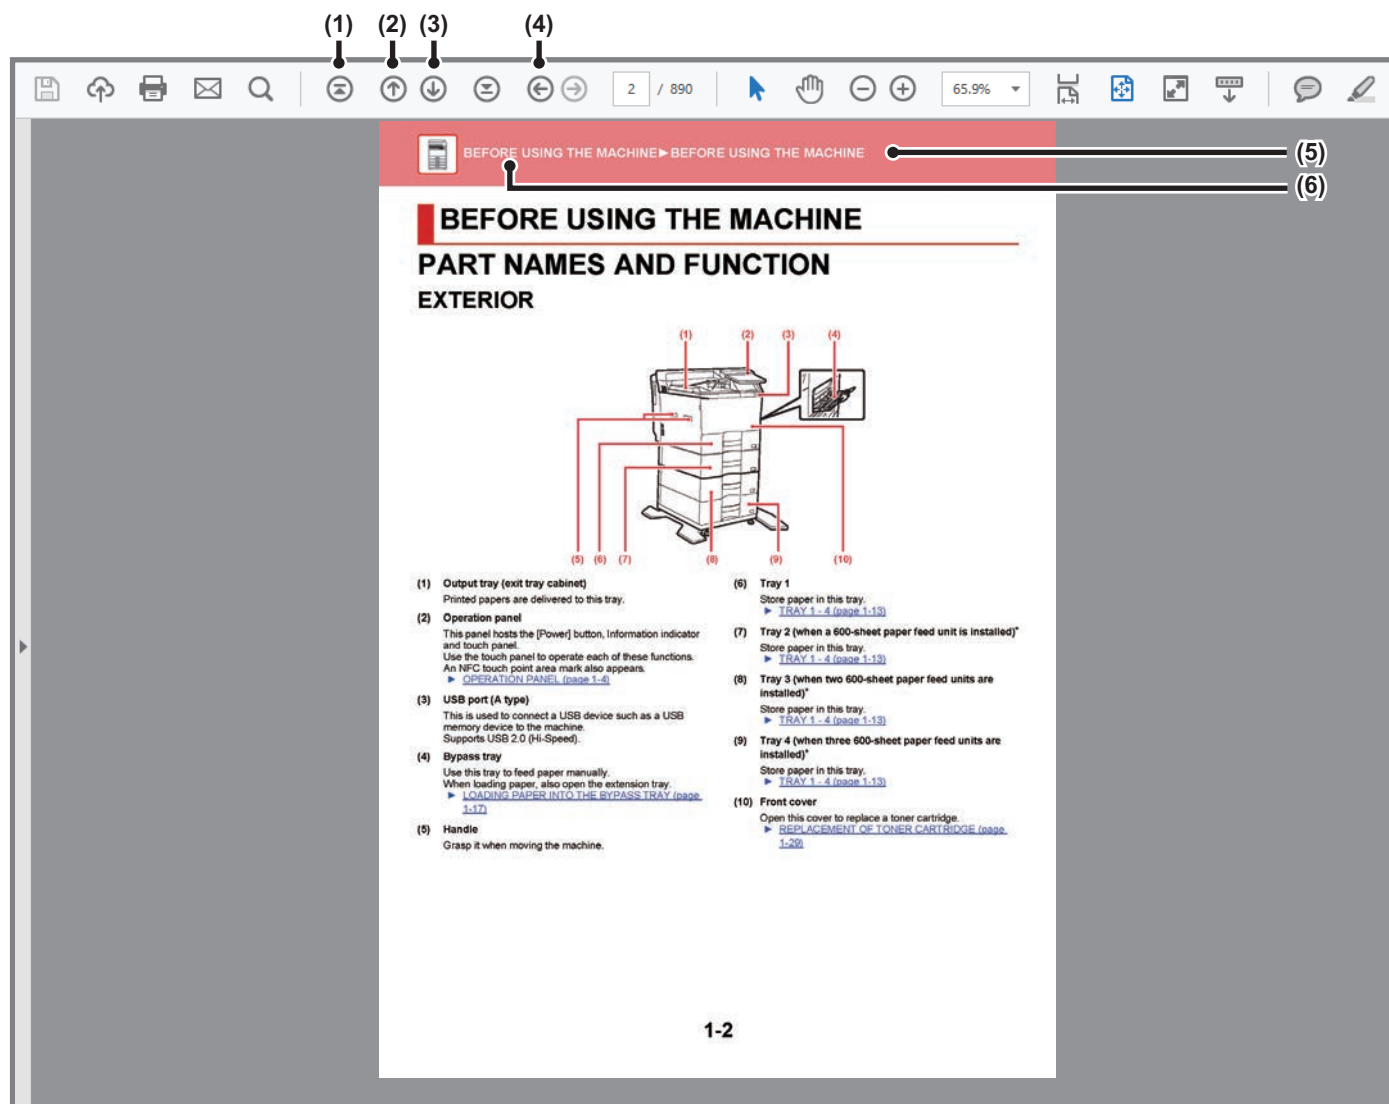 (1) (2) (3) (4)
2 / 890 65.9%
BEFORE USING THE MACHINE►BEFORE USING THE MACHINE
(5)
(6)
BEFORE USING THE MACHINE
PART NAMES AND FUNCTION
EXTERIOR
(1) (2) (3) (4)
(5) (6) (7) (8) (9) (10)
(1) Output tray (exit tray cabinet)
Printed papers are delivered to this tray.
(2) Operation panel
This panel hosts the [Power] button, Information indicator
and touch panel.
Use the touch panel to operate each of these functions.
An NFC touch point area mark also appears.
► OPERATION PANEL (page 1-4)
(3) USB port (A type)
This is used to connect a USB device such as a USB
memory device to the machine.
Supports USB 2.0 (Hi-Speed).
(4) Bypass tray
Use this tray to feed paper manually.
When loading paper, also open the extension tray.
► LOADING PAPER INTO THE BYPASS TRAY (page
1-17)
(5) Handle
Grasp it when moving the machine.
(6) Tray 1
Store paper in this tray.
► TRAY 1 - 4 (page 1-13)
(7) Tray 2 (when a 600-sheet paper feed unit is installed)*
Store paper in this tray.
► TRAY 1 - 4 (page 1-13)
(8) Tray 3 (when two 600-sheet paper feed units are
installed)*
Store paper in this tray.
► TRAY 1 - 4 (page 1-13)
(9) Tray 4 (when three 600-sheet paper feed units are
installed)*
Store paper in this tray.
► TRAY 1 - 4 (page 1-13)
(10) Front cover
Open this cover to replace a toner cartridge.
► REPLACEMENT OF TONER CARTRIDGE (page
1-29)
1-2